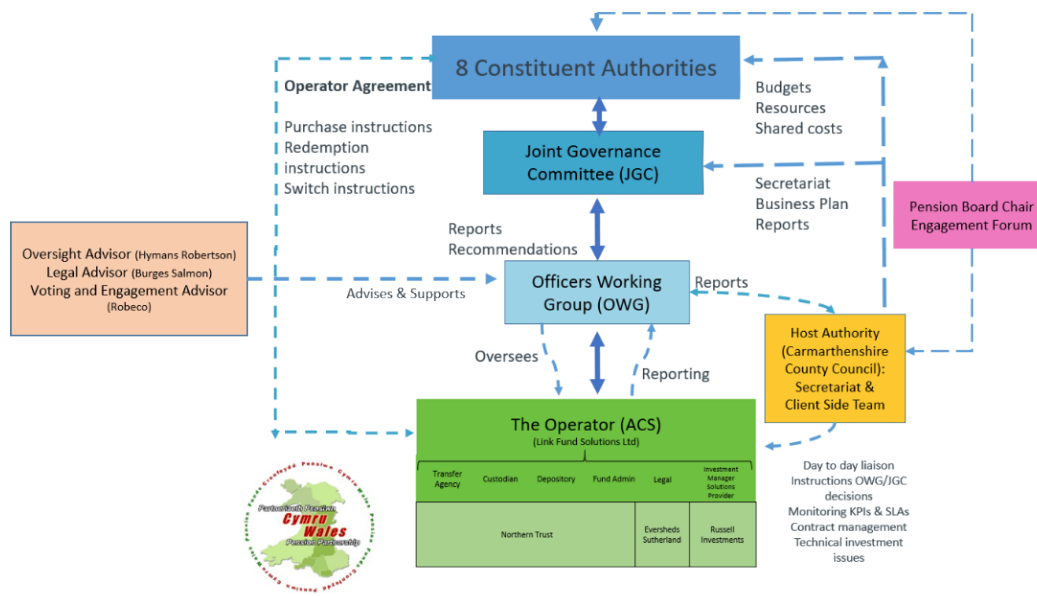 8 Constituent Authorities
Operator Agreement
Purchase instructions
Redemption
instructions
Switch instructions
Budgets
Resources
Shared costs
Joint Governance
Committee (JGC)
Secretariat
Business Plan
Reports
Pension Board Chair
Engagement Forum
Reports
Recommendations
Oversight Advisor (Hymans Robertson)
Legal Advisor (Burges Salmon)
Voting and Engagement Advisor
(Robeco)
Advises & Supports
Officers Working
Group (OWG)
Reports
Host Authority
(Carmarthenshire
County Council):
Secretariat &
Client Side Team
Oversees
Reporting
The Operator (ACS)
(Link Fund Solutions Ltd)
Transfer
Agency
Custodian
Depository
Fund Admin
Legal
Investment
Manager
Solutions
Provider
Northern Trust
Eversheds
Sutherland
Russell
Investments
Day to day liaison
Instructions OWG/JGC
decisions
Monitoring KPIs & SLAs
Contract management
Technical investment
issues
Partneriaeth Pensiwn
Cymru
Wales
Pension Partnership